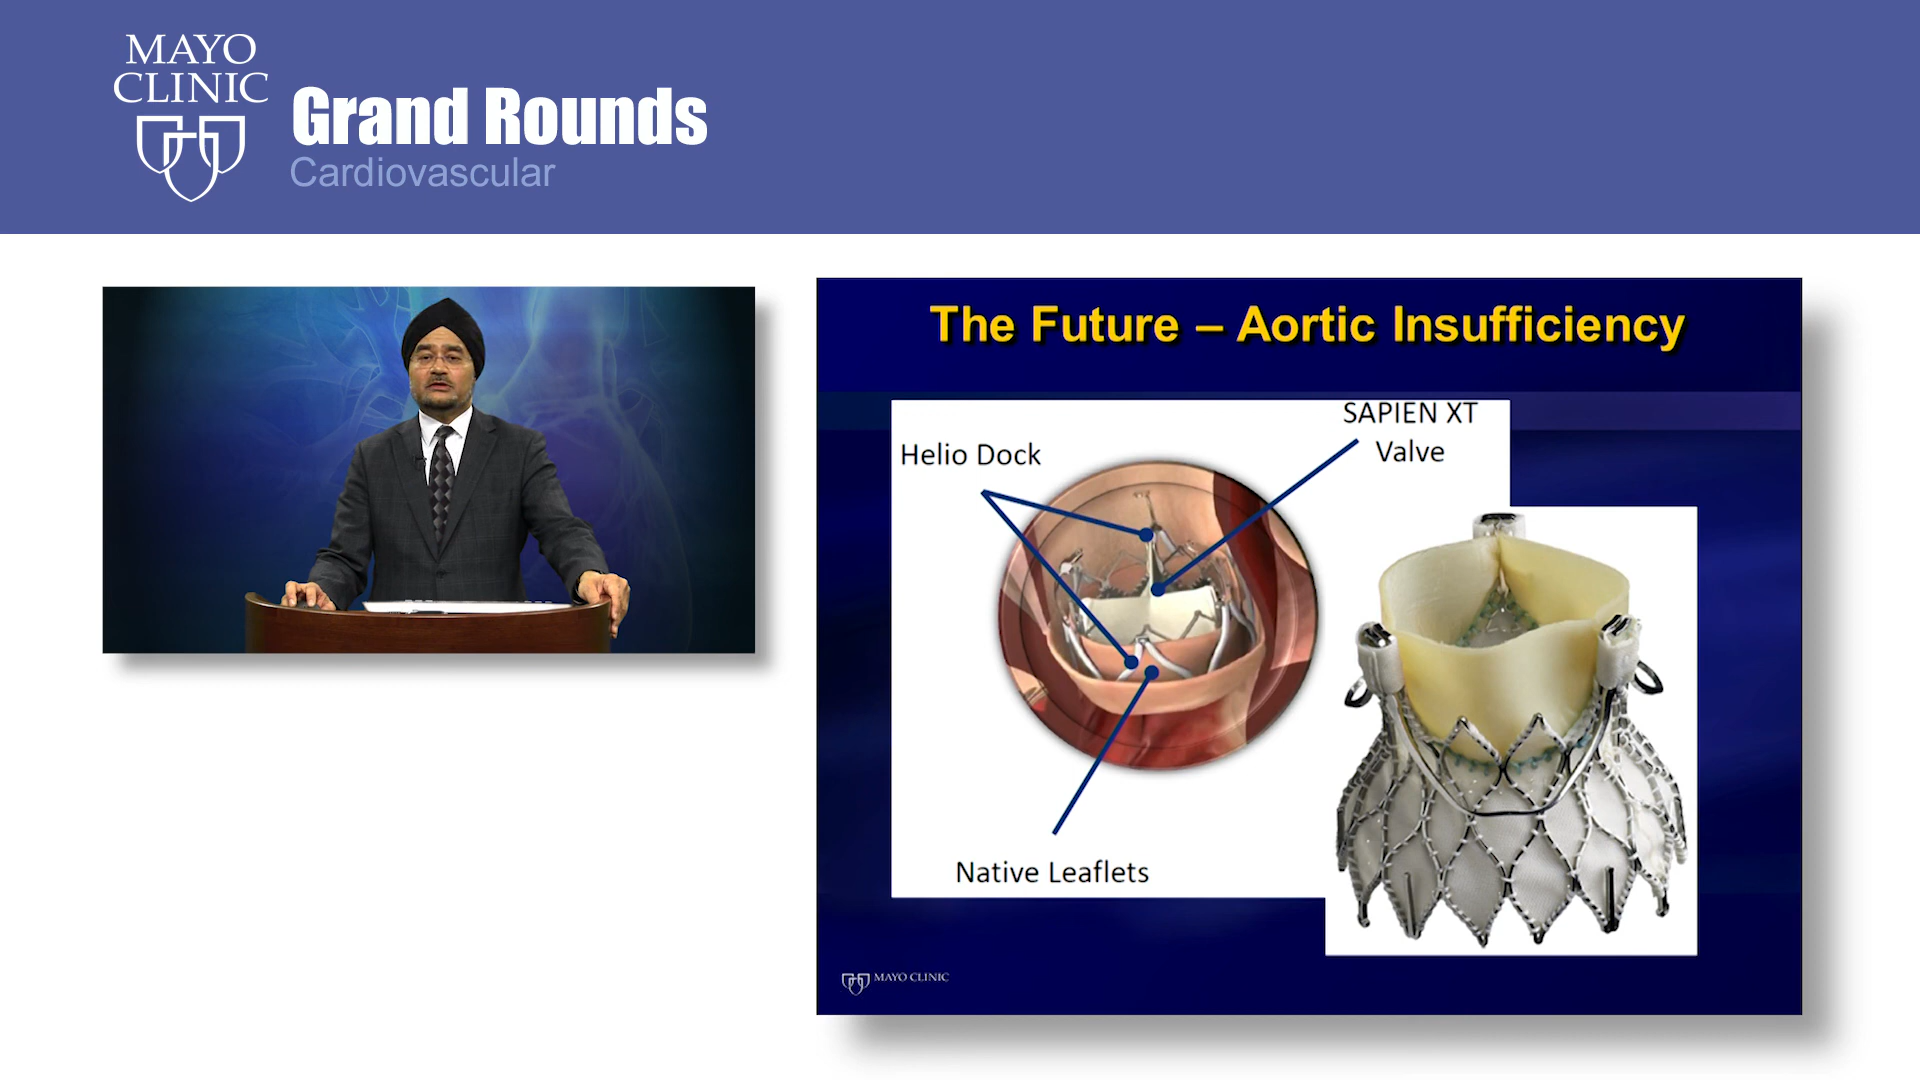 MAYO
CLINIC
Grand Rounds
Cardiovascular
The Future – Aortic Insufficiency
SAPIEN XT
Valve
Helio Dock
Native Leaflets
MAYO CLINIC